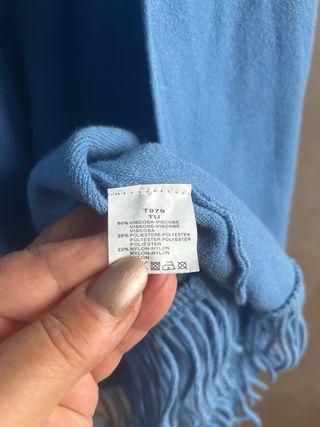 T979
TU
50% VISCOSA-VISCOSE
VISKOSE-VISCOSE
VISCOSA
28% POLIESTERE-POLYESTER
POLYESTER-POLYESTER
POLIESTER
22% NYLON-NYLON
NYLON-NYLON
NYLON